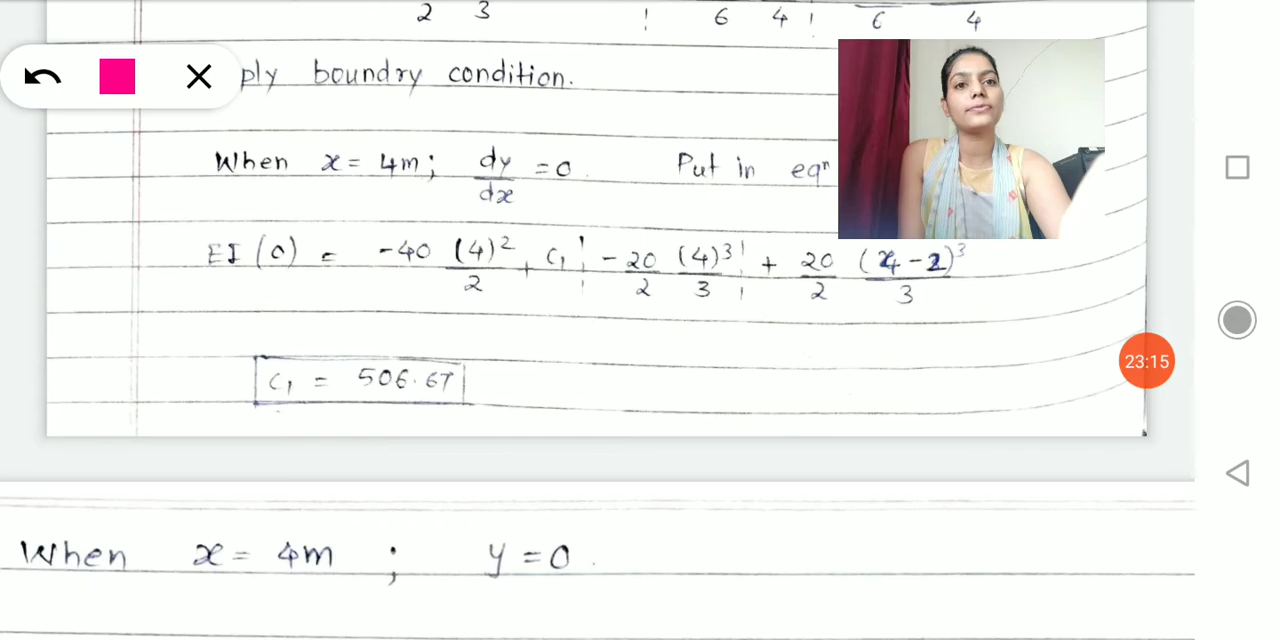 2 3 ! 6 4 ! 6 4
ply boundry condition.
When x = 4m ; dy/dx = 0 Put in eqⁿ
EI (0) = -40 (4)²/2 + C₁ ¦ - 20/2 (4)³/3 ¦ + 20/2 (4-2)³/3
C₁ = 506.67
23:15
When x = 4m ; y = 0.